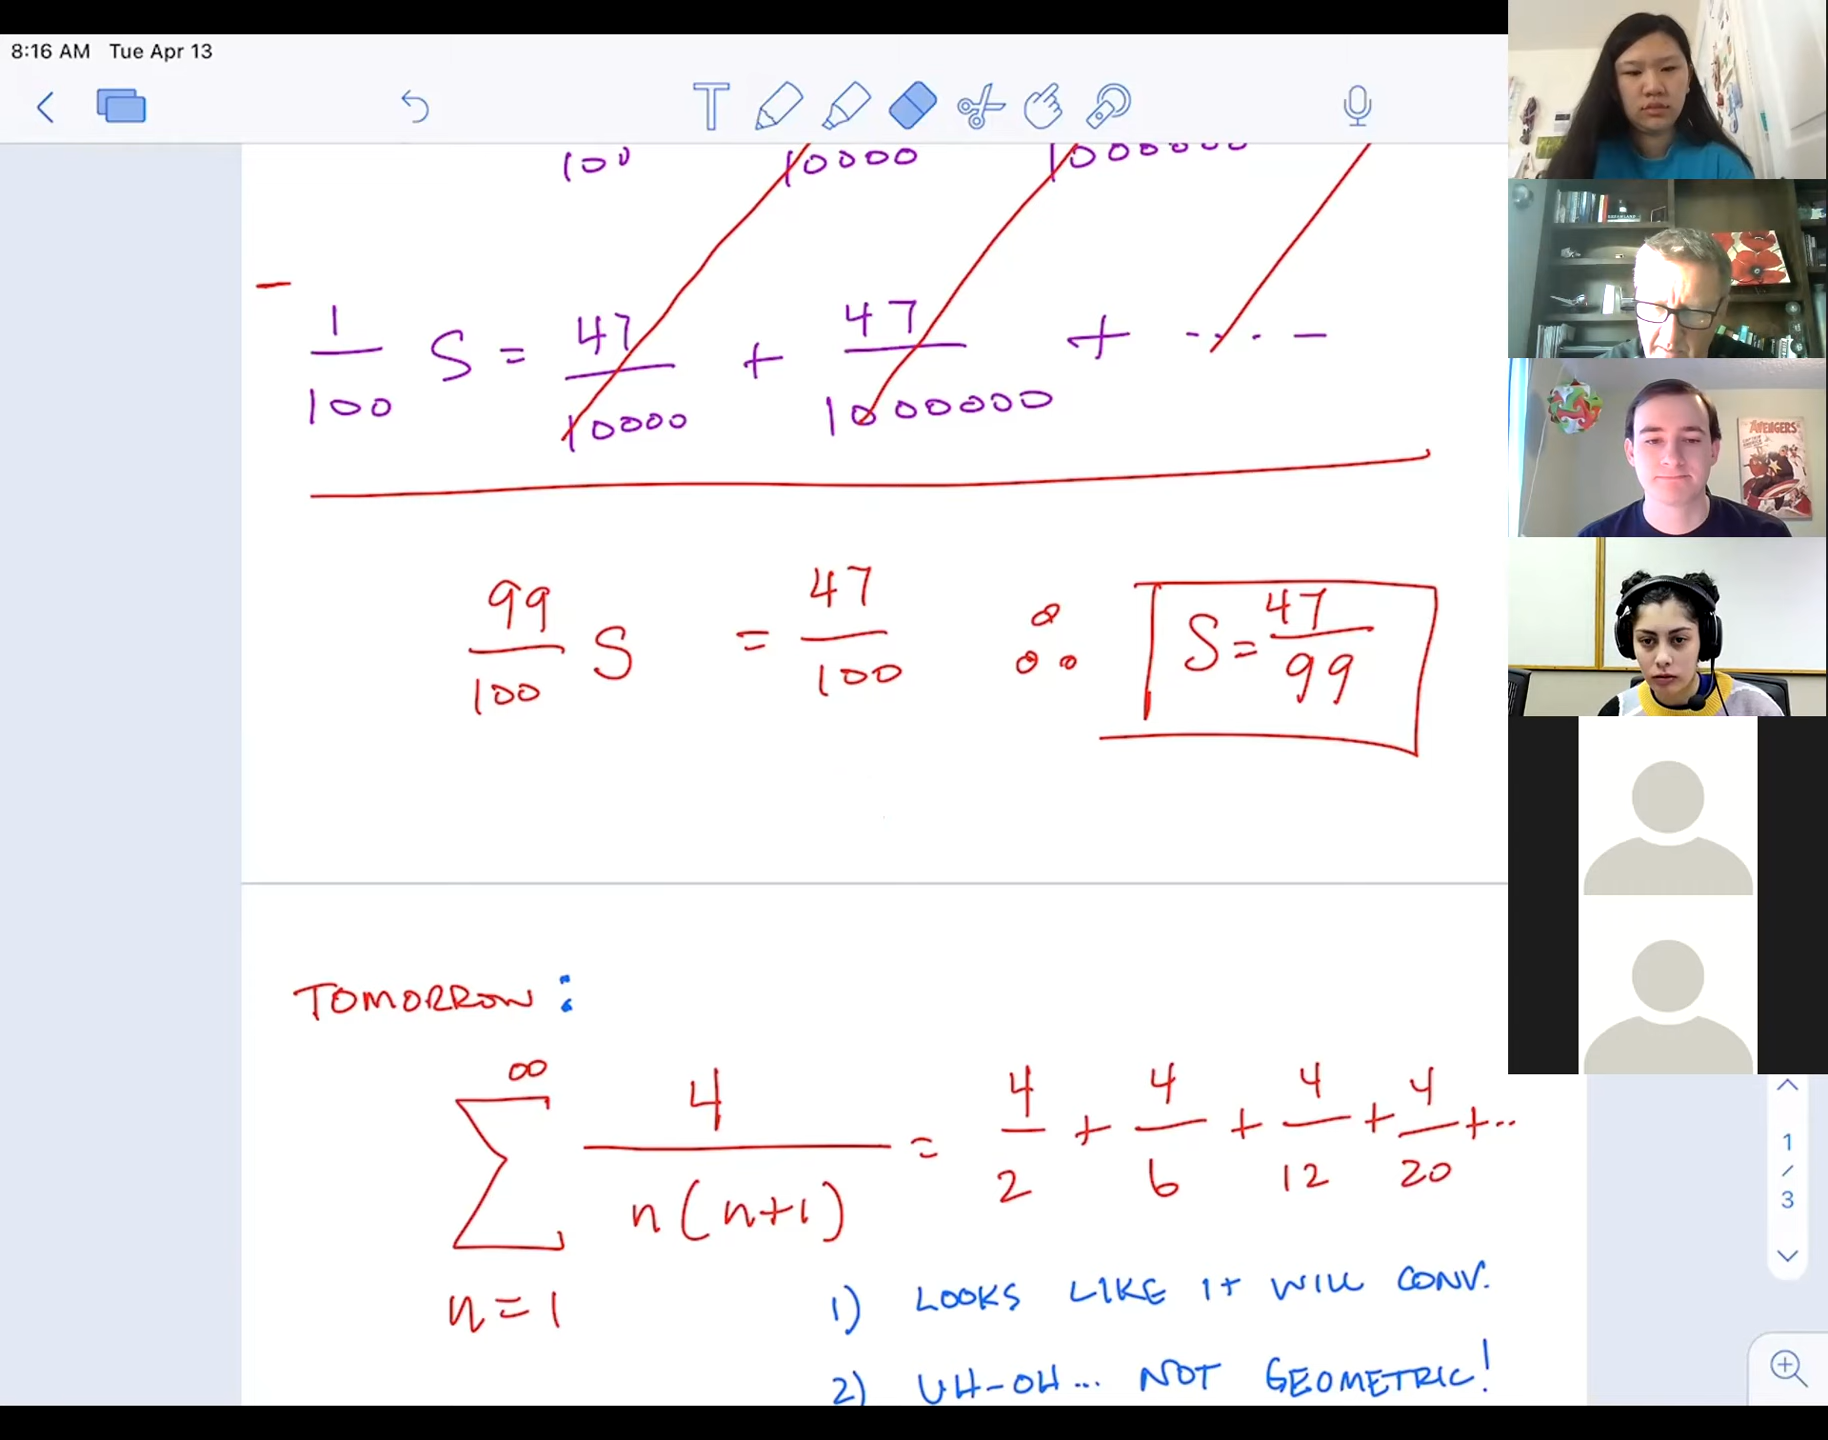 8:16 AM Tue Apr 13
T
100 10000 1000000
−
1/100 S = 47/10000 + 47/1000000 + ....−
99/100 S = 47/100 ∴ S = 47/99
TOMORROW:
∞
∑ 4/n(n+1) = 4/2 + 4/6 + 4/12 + 4/20 + ..
n=1
1) LOOKS LIKE IT WILL CONV.
2) UH-OH... NOT GEOMETRIC!
AVENGERS
1
/
3